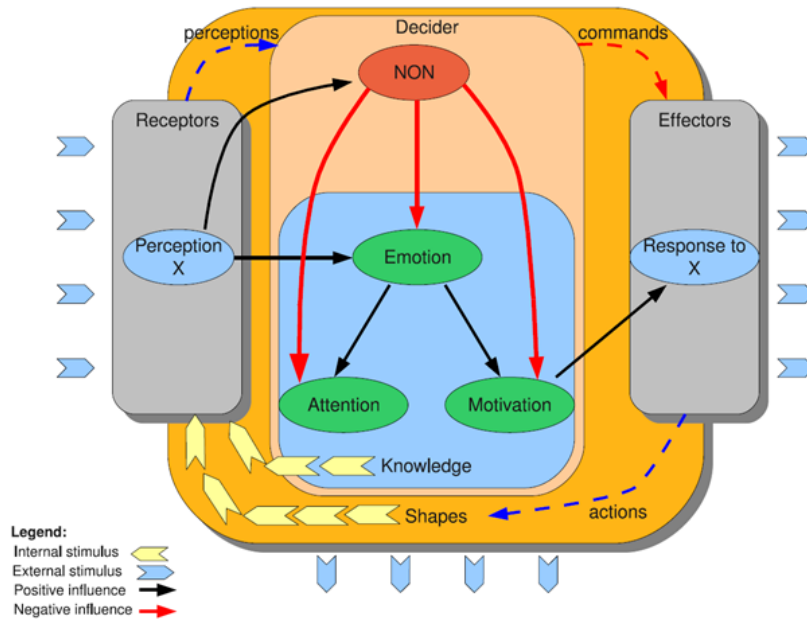 Decider
perceptions
commands
NON
Receptors
Effectors
Perception
X
Emotion
Response to
X
Attention
Motivation
Knowledge
Shapes
actions
Legend:
Internal stimulus
External stimulus
Positive influence
Negative influence